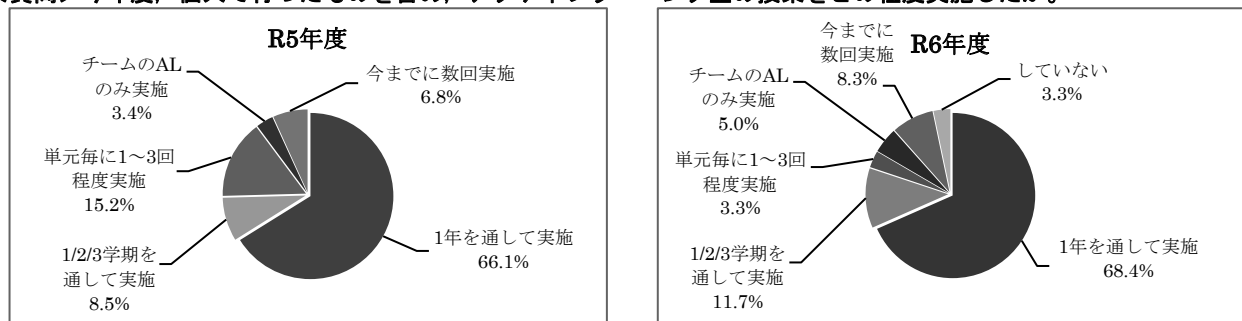 R5年度
チームのAL
のみ実施
3.4%
今までに数回実施
6.8%
単元毎に1～3回
程度実施
15.2%
1/2/3学期を
通して実施
8.5%
1年を通して実施
66.1%
R6年度
今までに
数回実施
8.3%
していない
3.3%
チームのAL
のみ実施
5.0%
単元毎に1～3回
程度実施
3.3%
1/2/3学期を
通して実施
11.7%
1年を通して実施
68.4%